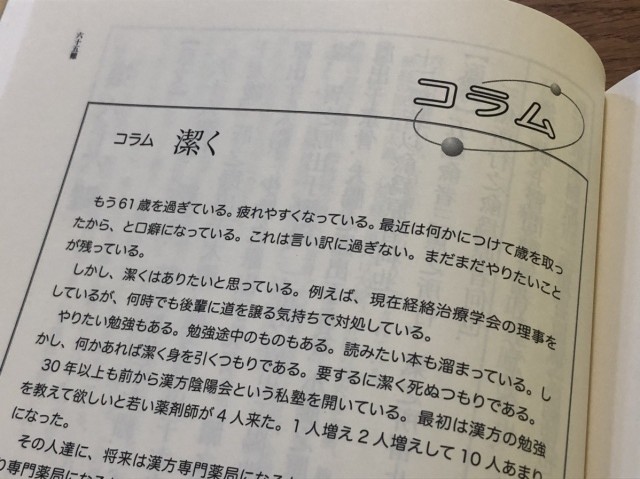 六十五難
コラム
コラム 潔く
もう61歳を過ぎている。疲れやすくなっている。最近は何かにつけて歳を取っ
たから、と口癖になっている。これは言い訳に過ぎない。まだまだやりたいこと
が残っている。
しかし、潔くはありたいと思っている。例えば、現在経絡治療学会の理事を
しているが、何時でも後輩に道を譲る気持ちで対処している。
やりたい勉強もある。勉強途中のものもある。読みたい本も溜まっている。し
かし、何かあれば潔く身を引くつもりである。要するに潔く死ぬつもりである。
30年以上も前から漢方陰陽会という私塾を開いている。最初は漢方の勉強
を教えて欲しいと若い薬剤師が4人来た。1人増え2人増えして10人あまり
になった。
その人達に、将来は漢方専門薬局になる
り専門薬局になる